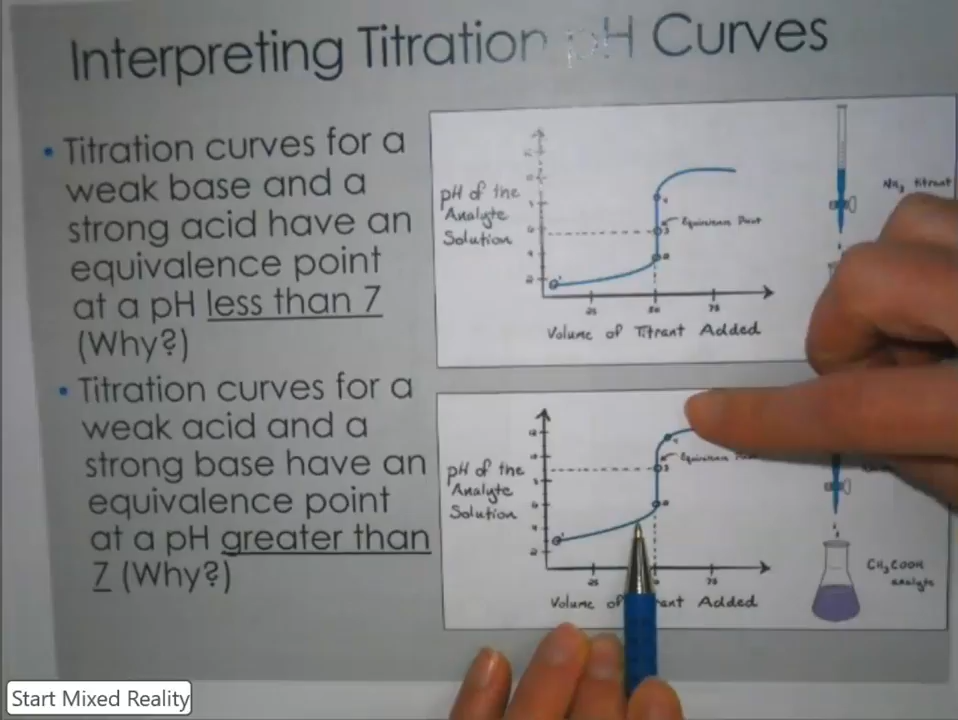 Interpreting Titration pH Curves
• Titration curves for a
weak base and a
strong acid have an
equivalence point
at a pH less than 7
(Why?)
• Titration curves for a
weak acid and a
strong base have an
equivalence point
at a pH greater than
7 (Why?)
pH of the
Analyte
Solution
Equivalence Point
25 50 75
Volume of Titrant Added
titrant
pH of the
Analyte
Solution
Equivalence
25 75
Volume of Added
CH3COOH
analyte
Start Mixed Reality